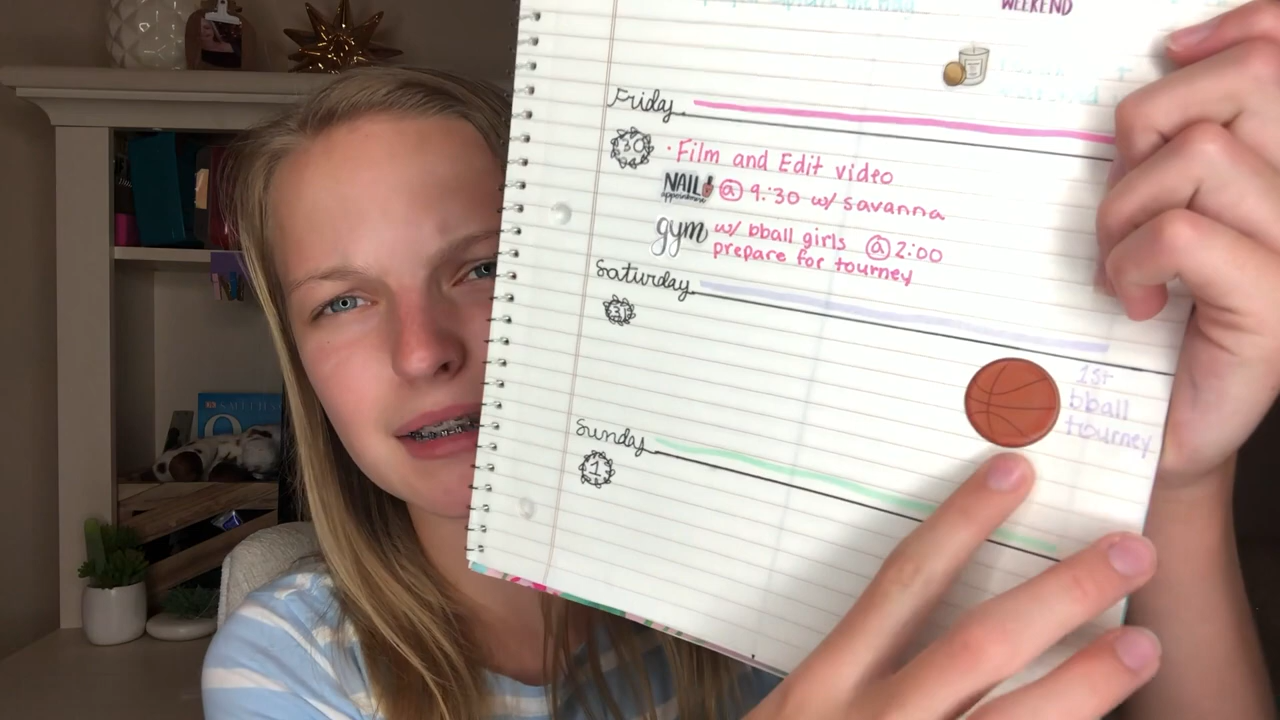 WEEKEND
Friday
30
· Film and Edit video
NAIL appointment @ 9:30 w/ savanna
gym w/ bball girls @ 2:00
prepare for tourney
Saturday
31
1st
bball
tourney
Sunday
1